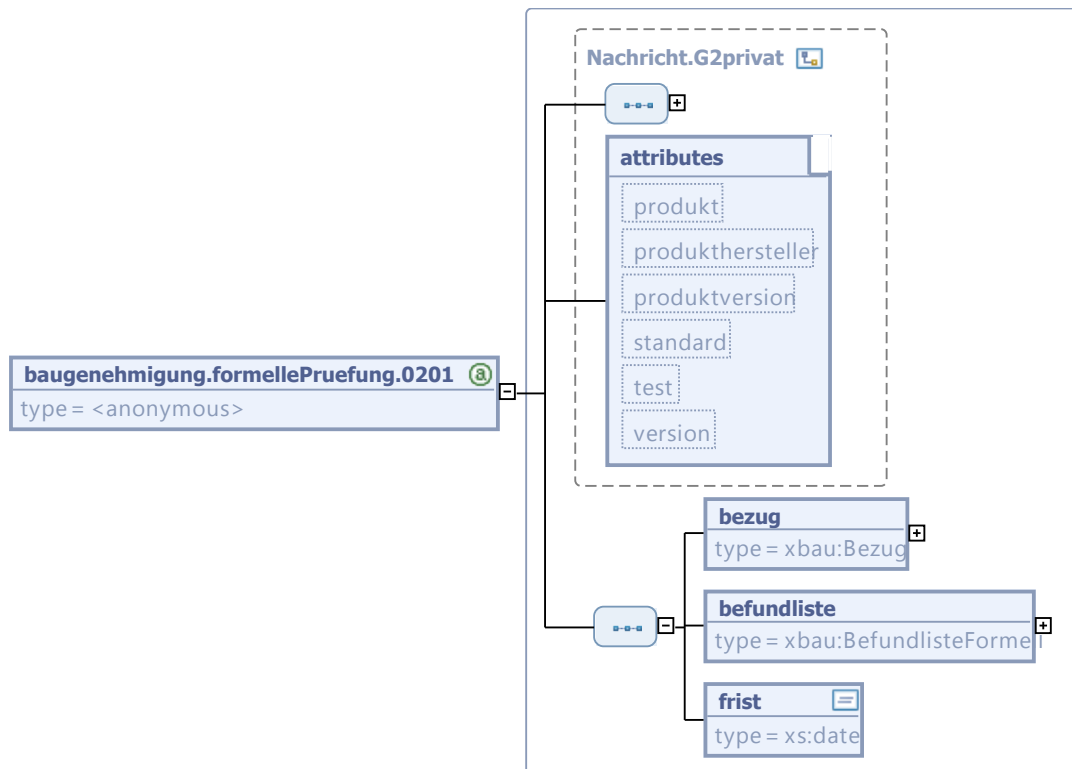 Nachricht.G2privat
attributes
produkt
produkthersteller
produktversion
standard
test
version
baugenehmigung.formellePruefung.0201
type = <anonymous>
bezug
type = xbau:Bezug
befundliste
type = xbau:BefundlisteFormell
frist
type = xs:date